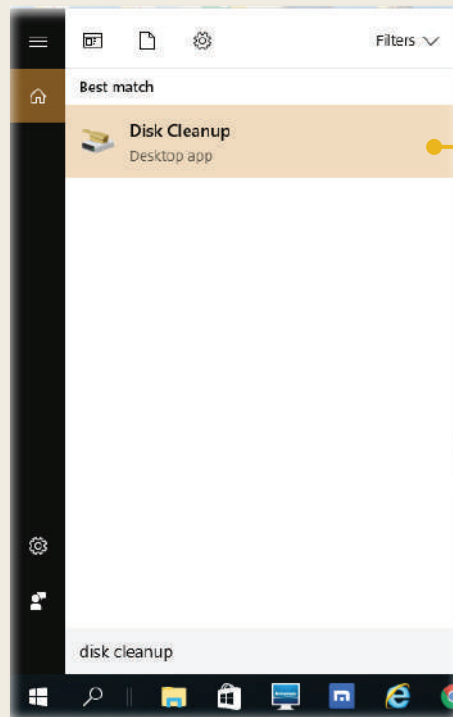 Filters
Best match
Disk Cleanup
Desktop app
disk cleanup